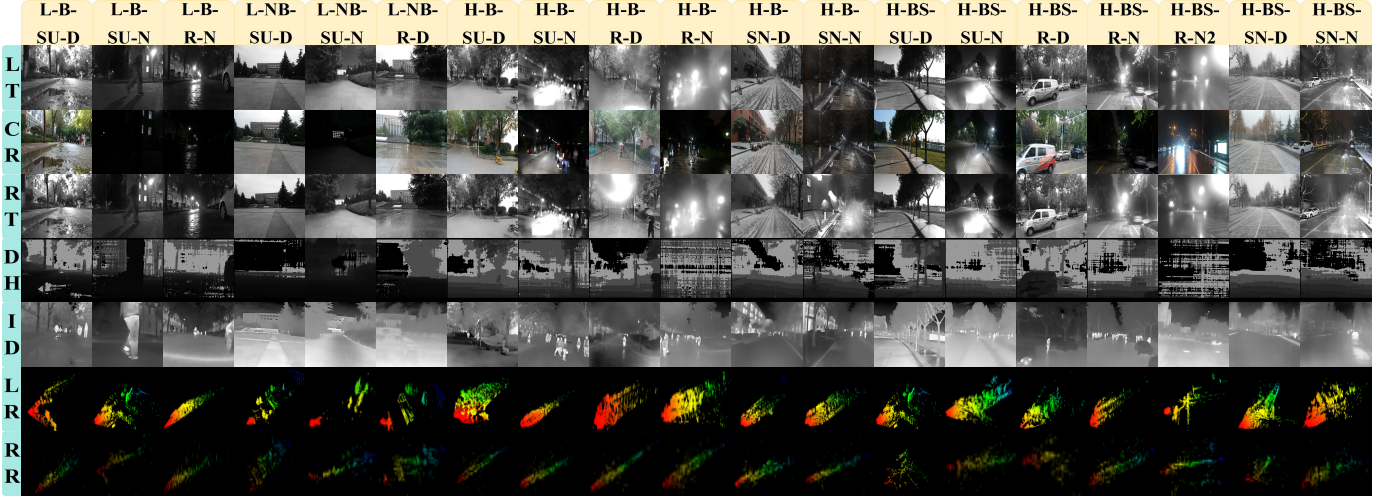 L-B- L-B- L-B- L-NB- L-NB- L-NB- H-B- H-B- H-B- H-B- H-B- H-B- H-BS- H-BS- H-BS- H-BS- H-BS- H-BS- H-BS-
SU-D SU-N R-N SU-D SU-N R-D SU-D SU-N R-D R-N SN-D SN-N SU-D SU-N R-D R-N R-N2 SN-D SN-N
L
T
C
R
R
T
D
H
I
D
L
R
R
R